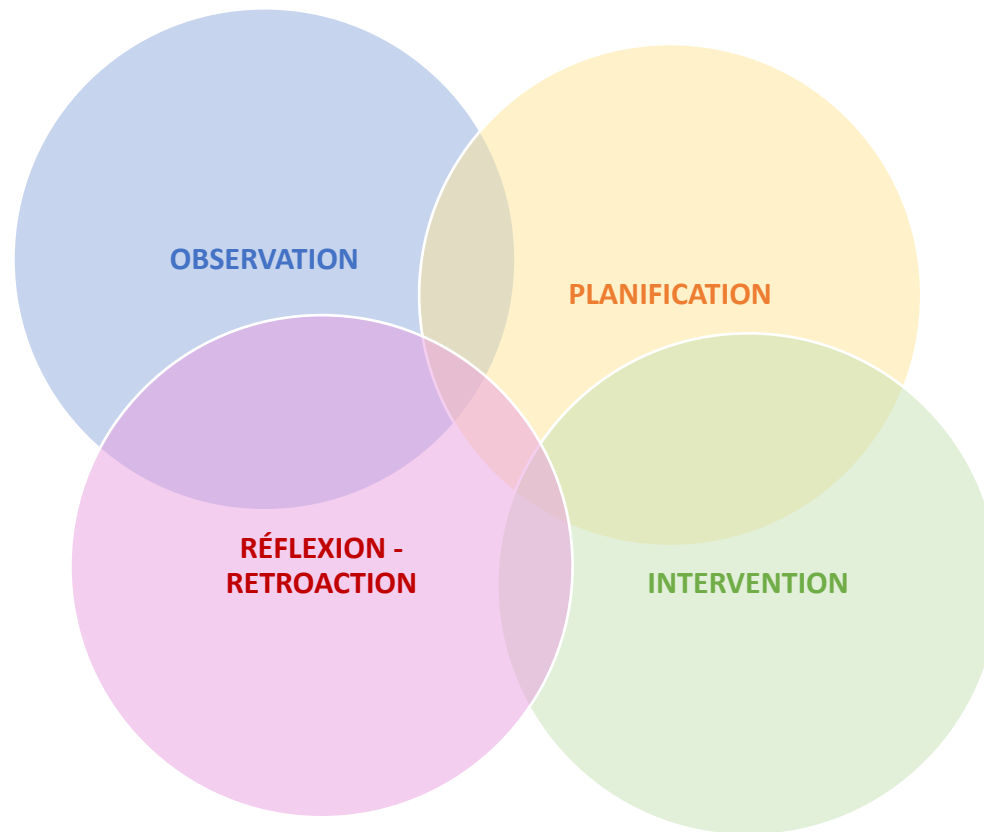 OBSERVATION
PLANIFICATION
RÉFLEXION -
RETROACTION
INTERVENTION